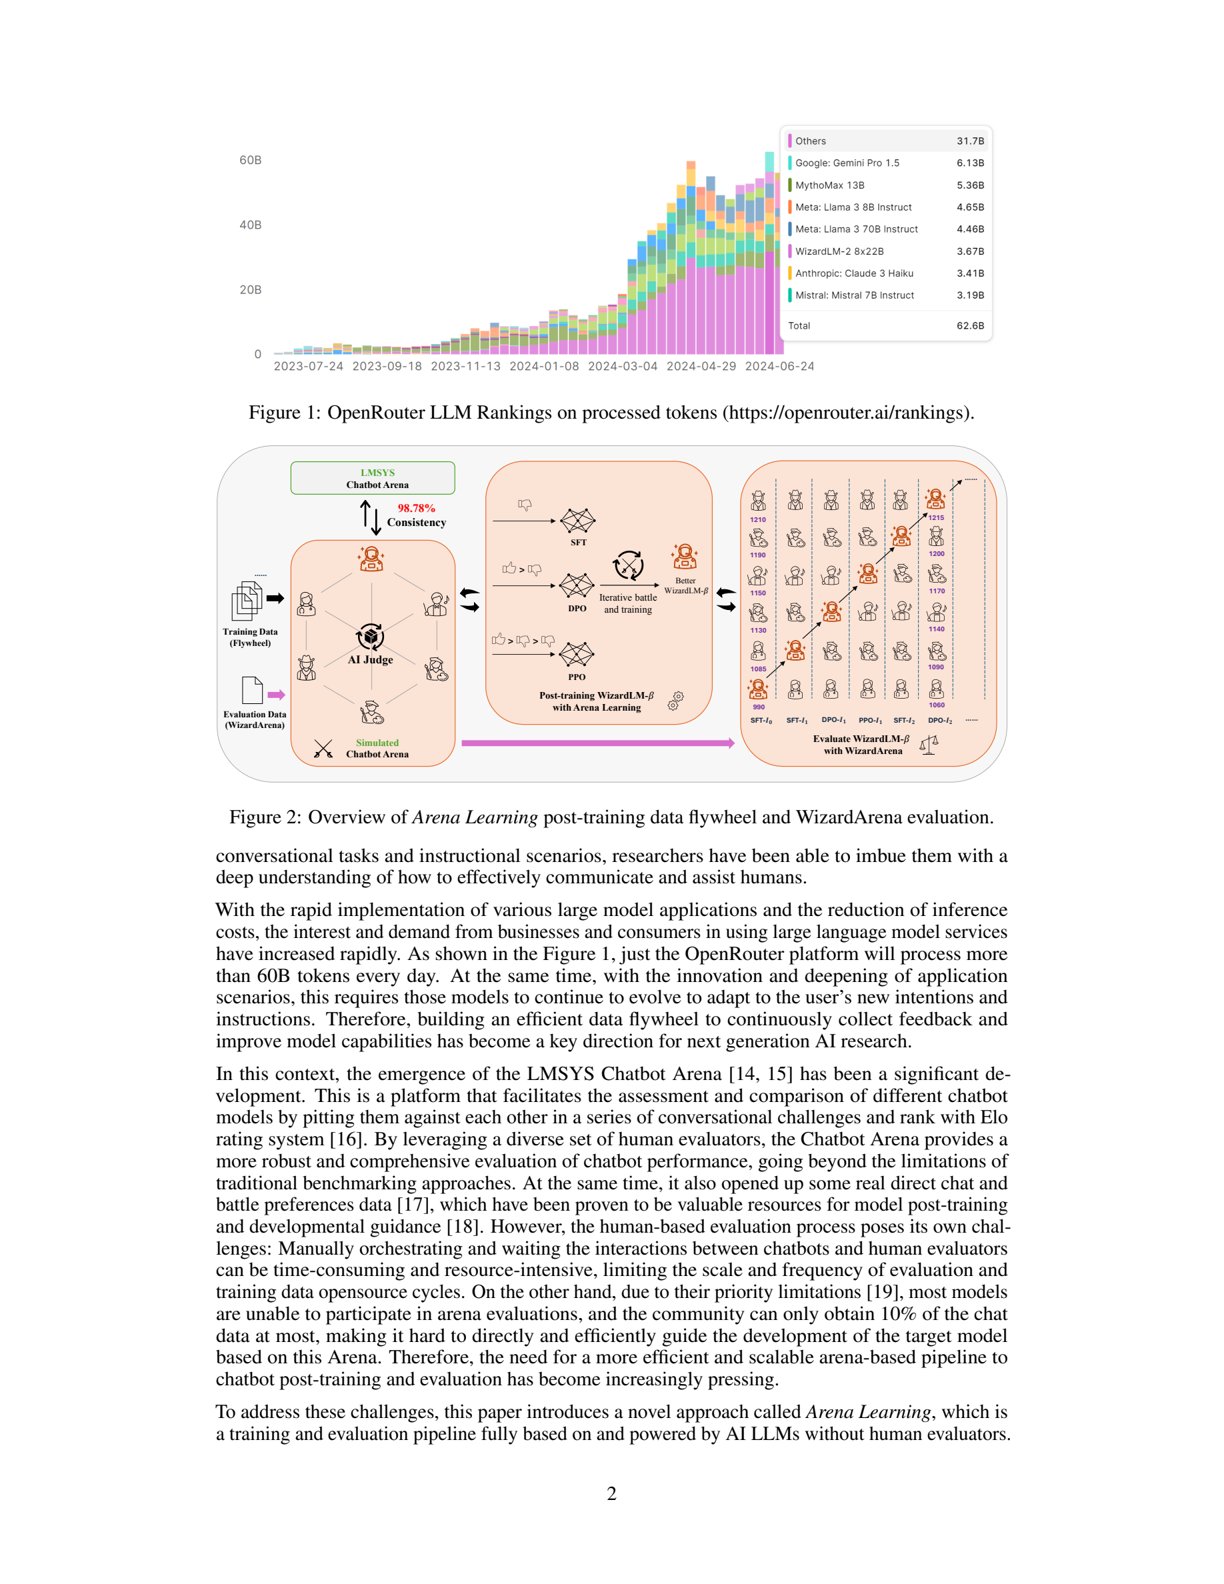 60B
40B
20B
0
2023-07-24 2023-09-18 2023-11-13 2024-01-08 2024-03-04 2024-04-29 2024-06-24
Others 31.7B
Google: Gemini Pro 1.5 6.13B
MythoMax 13B 5.36B
Meta: Llama 3 8B Instruct 4.65B
Meta: Llama 3 70B Instruct 4.46B
WizardLM-2 8x22B 3.67B
Anthropic: Claude 3 Haiku 3.41B
Mistral: Mistral 7B Instruct 3.19B
Total 62.6B
Figure 1: OpenRouter LLM Rankings on processed tokens (https://openrouter.ai/rankings).
LMSYS
Chatbot Arena
98.78%
Consistency
......
Training Data
(Flywheel)
Evaluation Data
(WizardArena)
AI Judge
Simulated
Chatbot Arena
SFT
>
DPO
Iterative battle
and training
Better
WizardLM-β
> >
PPO
Post-training WizardLM-β
with Arena Learning
......
1210 1215
1190 1200
1150 1170
1130 1140
1085 1090
990 1060
SFT-I₀ SFT-I₁ DPO-I₁ PPO-I₁ SFT-I₂ DPO-I₂ ......
Evaluate WizardLM-β
with WizardArena
Figure 2: Overview of Arena Learning post-training data flywheel and WizardArena evaluation.
conversational tasks and instructional scenarios, researchers have been able to imbue them with a
deep understanding of how to effectively communicate and assist humans.
With the rapid implementation of various large model applications and the reduction of inference
costs, the interest and demand from businesses and consumers in using large language model services
have increased rapidly. As shown in the Figure 1, just the OpenRouter platform will process more
than 60B tokens every day. At the same time, with the innovation and deepening of application
scenarios, this requires those models to continue to evolve to adapt to the user's new intentions and
instructions. Therefore, building an efficient data flywheel to continuously collect feedback and
improve model capabilities has become a key direction for next generation AI research.
In this context, the emergence of the LMSYS Chatbot Arena [14, 15] has been a significant de-
velopment. This is a platform that facilitates the assessment and comparison of different chatbot
models by pitting them against each other in a series of conversational challenges and rank with Elo
rating system [16]. By leveraging a diverse set of human evaluators, the Chatbot Arena provides a
more robust and comprehensive evaluation of chatbot performance, going beyond the limitations of
traditional benchmarking approaches. At the same time, it also opened up some real direct chat and
battle preferences data [17], which have been proven to be valuable resources for model post-training
and developmental guidance [18]. However, the human-based evaluation process poses its own chal-
lenges: Manually orchestrating and waiting the interactions between chatbots and human evaluators
can be time-consuming and resource-intensive, limiting the scale and frequency of evaluation and
training data opensource cycles. On the other hand, due to their priority limitations [19], most models
are unable to participate in arena evaluations, and the community can only obtain 10% of the chat
data at most, making it hard to directly and efficiently guide the development of the target model
based on this Arena. Therefore, the need for a more efficient and scalable arena-based pipeline to
chatbot post-training and evaluation has become increasingly pressing.
To address these challenges, this paper introduces a novel approach called Arena Learning, which is
a training and evaluation pipeline fully based on and powered by AI LLMs without human evaluators.
2